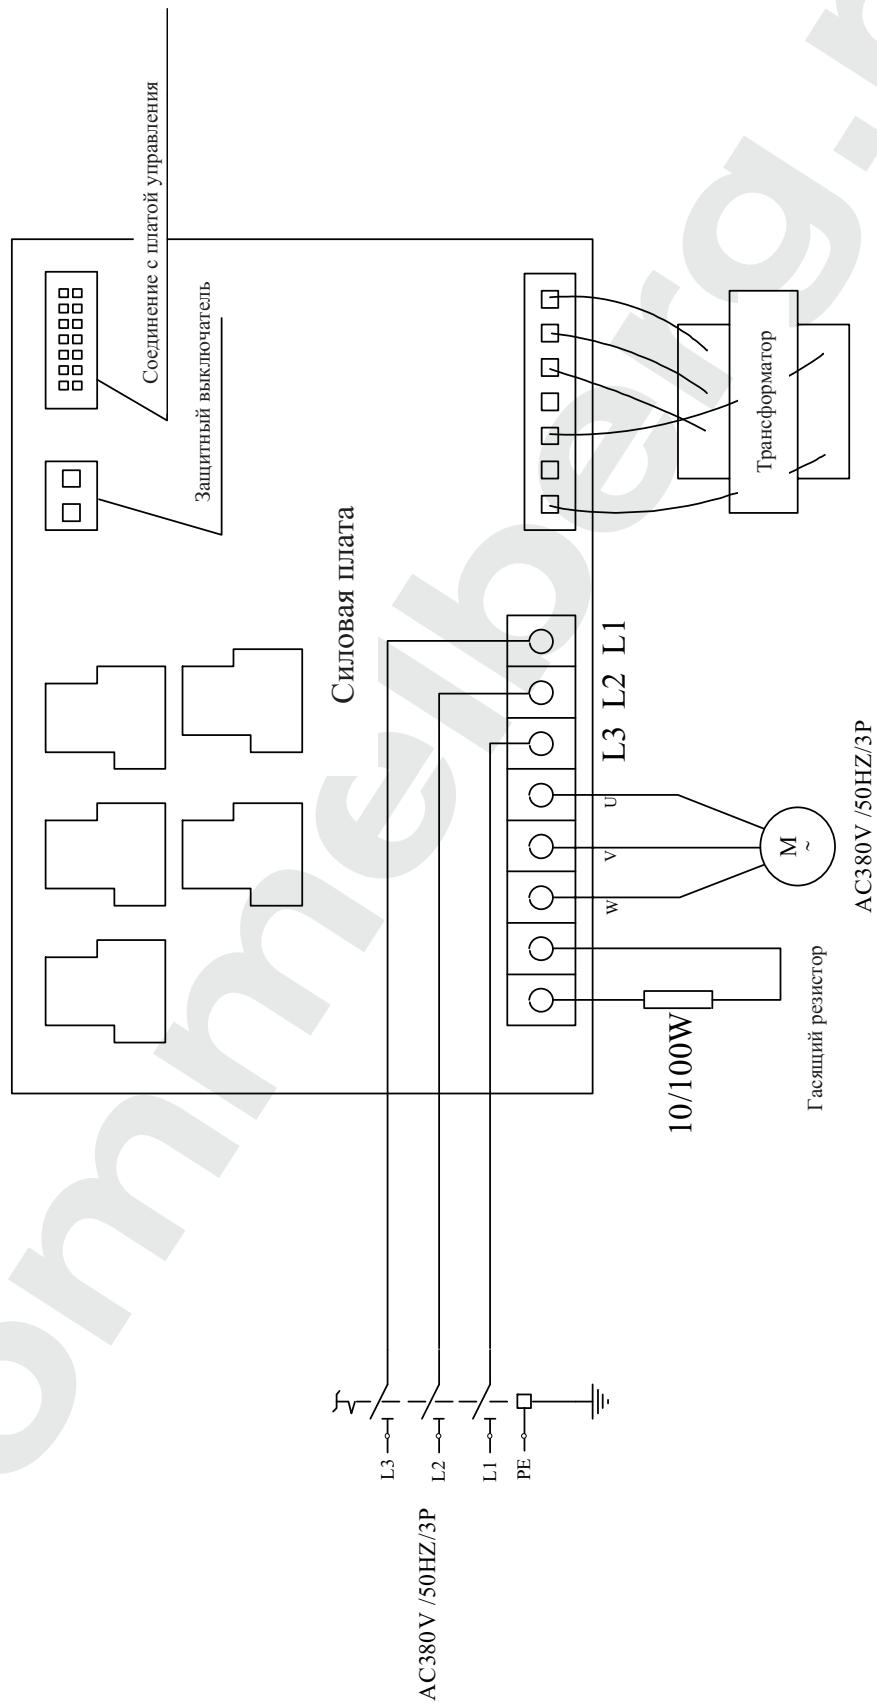 Соединение с платой управления
Защитный выключатель
Силовая плата
Трансформатор
L3 L2 L1
W
V
U
M
~
AC380V /50HZ/3P
10/100W
Гасящий резистор
L3
L2
L1
PE
AC380V /50HZ/3P
ommelberg.r